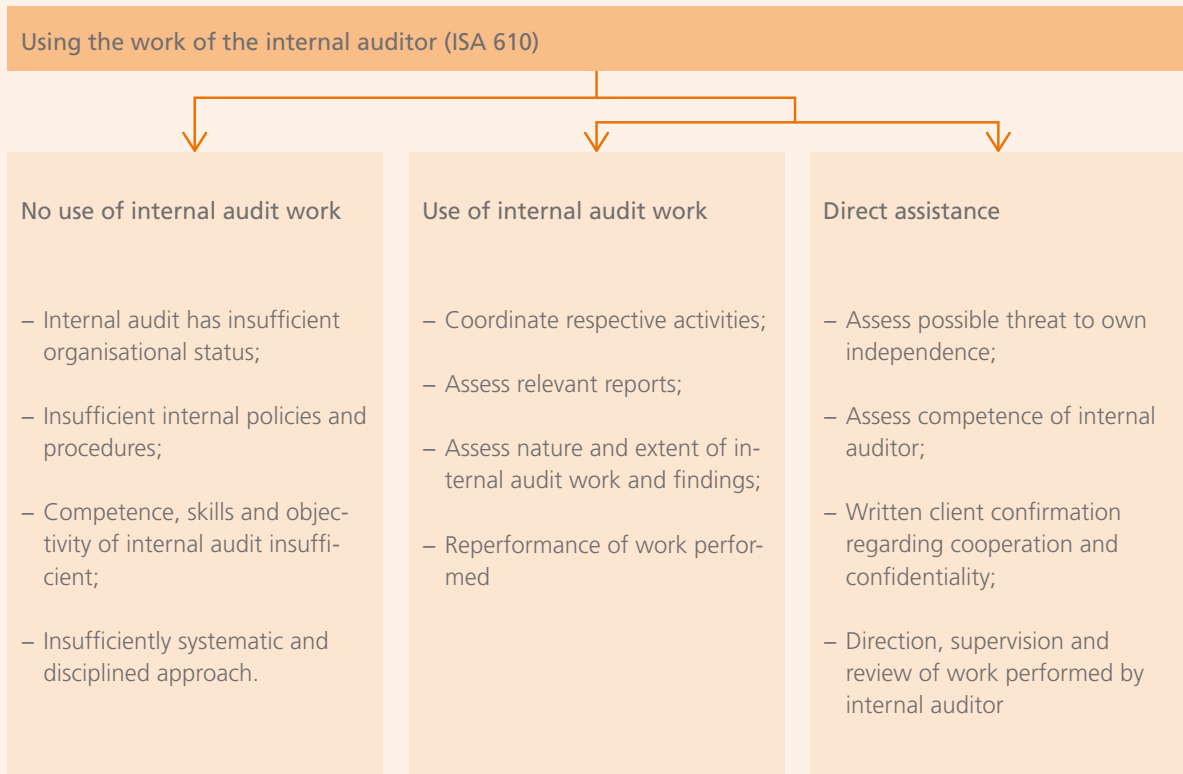 Using the work of the internal auditor (ISA 610)
No use of internal audit work
– Internal audit has insufficient
organisational status;
– Insufficient internal policies and
procedures;
– Competence, skills and objec-
tivity of internal audit insuffi-
cient;
– Insufficiently systematic and
disciplined approach.
Use of internal audit work
– Coordinate respective activities;
– Assess relevant reports;
– Assess nature and extent of in-
ternal audit work and findings;
– Reperformance of work perfor-
med
Direct assistance
– Assess possible threat to own
independence;
– Assess competence of internal
auditor;
– Written client confirmation
regarding cooperation and
confidentiality;
– Direction, supervision and
review of work performed by
internal auditor